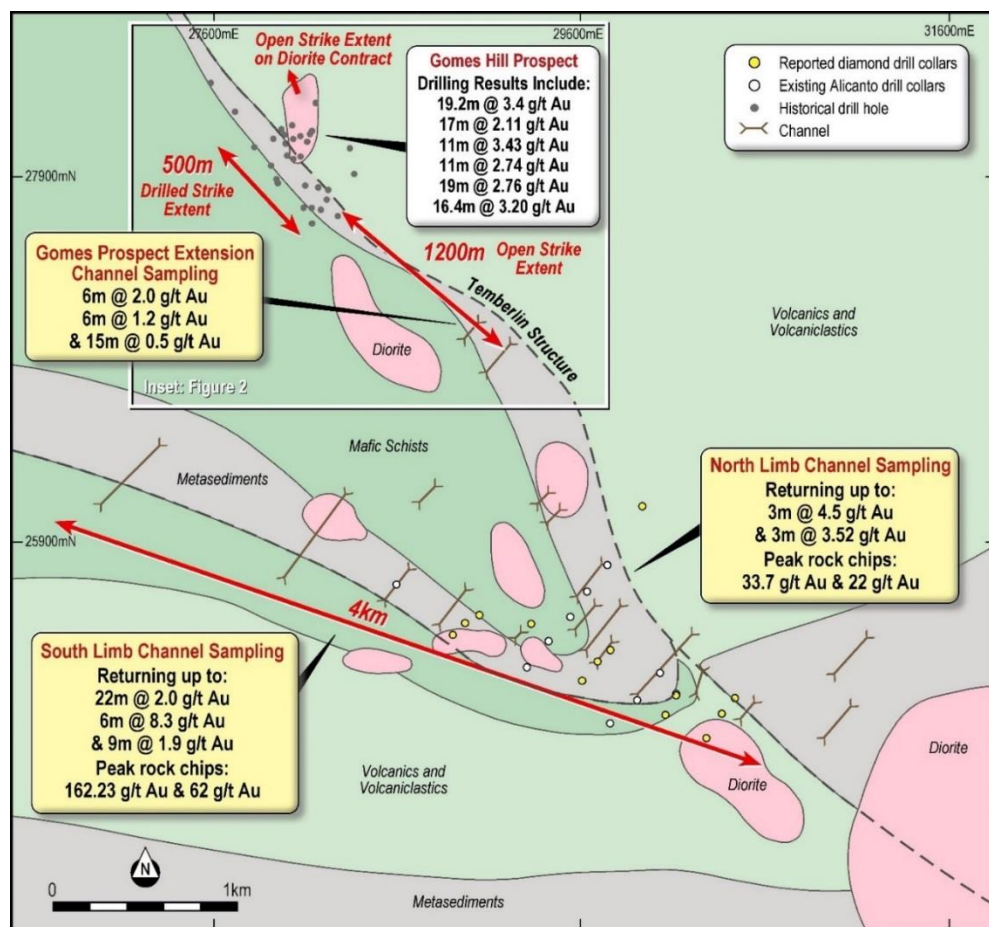 27600mE
29600mE
31600mE
Open Strike Extent
on Diorite Contract
Gomes Hill Prospect
Drilling Results Include:
19.2m @ 3.4 g/t Au
17m @ 2.11 g/t Au
11m @ 3.43 g/t Au
11m @ 2.74 g/t Au
19m @ 2.76 g/t Au
16.4m @ 3.20 g/t Au
Reported diamond drill collars
Existing Alicanto drill collars
Historical drill hole
Channel
27900mN
500m
Drilled Strike
Extent
1200m Open Strike
Extent
Gomes Prospect Extension
Channel Sampling
6m @ 2.0 g/t Au
6m @ 1.2 g/t Au
& 15m @ 0.5 g/t Au
Temberlin Structure
Volcanics and
Volcaniclastics
Diorite
Inset: Figure 2
Mafic Schists
Metasediments
North Limb Channel Sampling
Returning up to:
3m @ 4.5 g/t Au
& 3m @ 3.52 g/t Au
Peak rock chips:
33.7 g/t Au & 22 g/t Au
25900mN
4km
South Limb Channel Sampling
Returning up to:
22m @ 2.0 g/t Au
6m @ 8.3 g/t Au
& 9m @ 1.9 g/t Au
Peak rock chips:
162.23 g/t Au & 62 g/t Au
Volcanics and
Volcaniclastics
Diorite
Diorite
N
0 1km
Metasediments